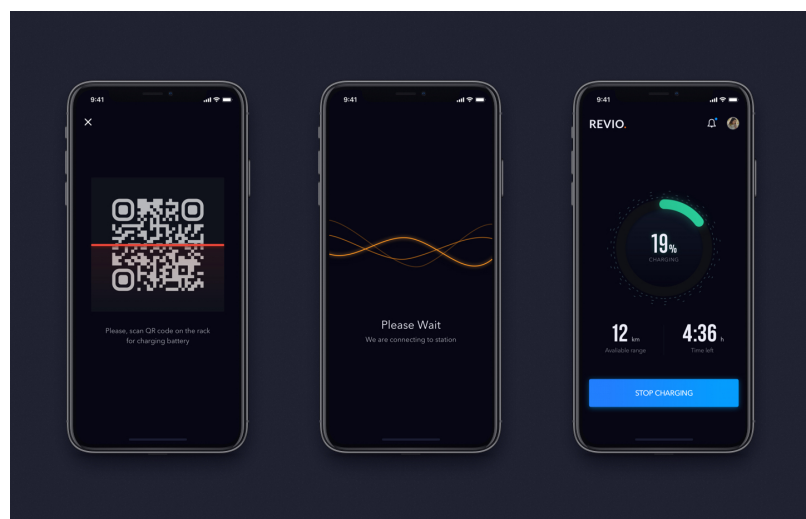 9:41
Please, scan QR code on the rack
for charging battery
9:41
Please Wait
We are connecting to station
9:41
REVIO.
19%
CHARGING
12 km
4:36 h
Available range
Time left
STOP CHARGING